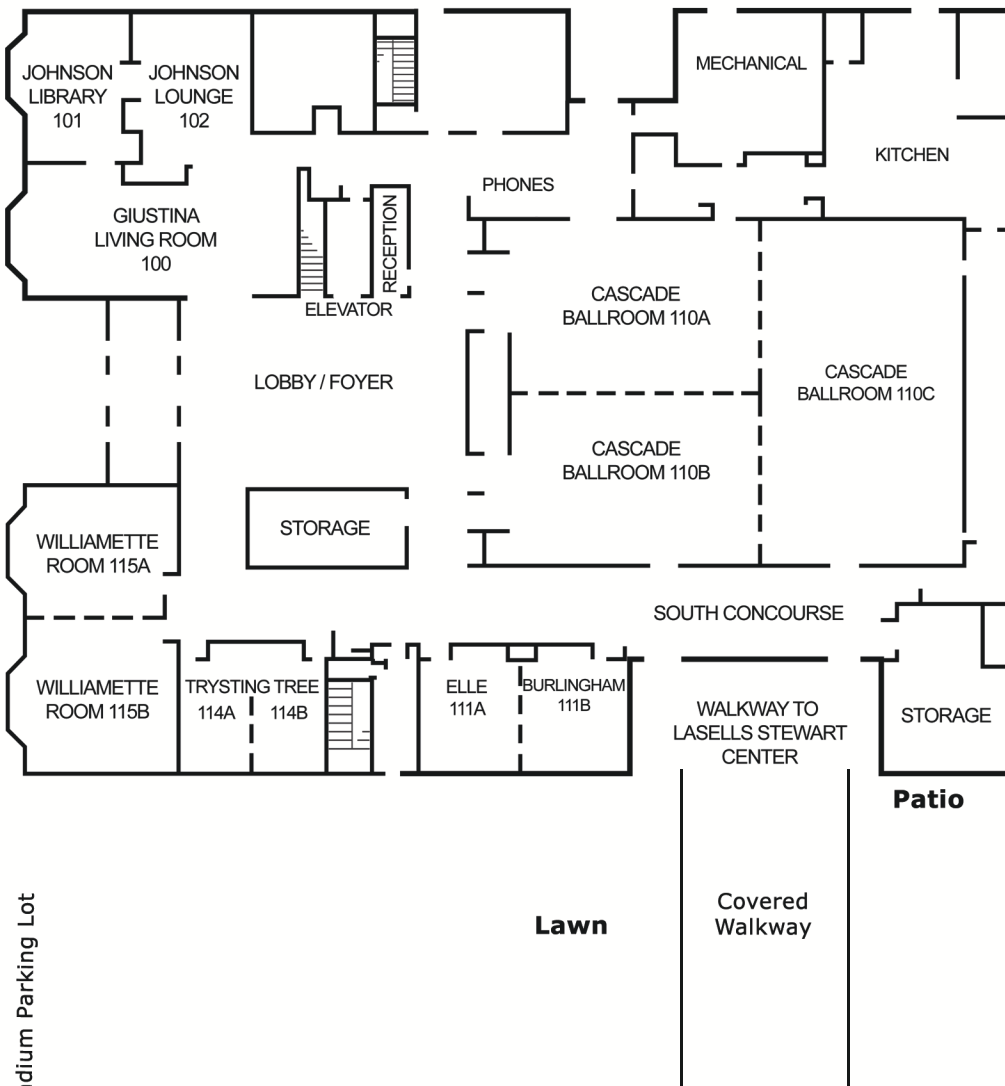 JOHNSON
LIBRARY
101
JOHNSON
LOUNGE
102
MECHANICAL
KITCHEN
PHONES
GIUSTINA
LIVING ROOM
100
RECEPTION
ELEVATOR
CASCADE
BALLROOM 110A
LOBBY / FOYER
CASCADE
BALLROOM 110C
CASCADE
BALLROOM 110B
STORAGE
WILLIAMETTE
ROOM 115A
SOUTH CONCOURSE
WILLIAMETTE
ROOM 115B
TRYSTING TREE
114A
114B
ELLE
111A
BURLINGHAM
111B
WALKWAY TO
LASELLS STEWART
CENTER
STORAGE
Patio
Covered
Walkway
Lawn
dium Parking Lot